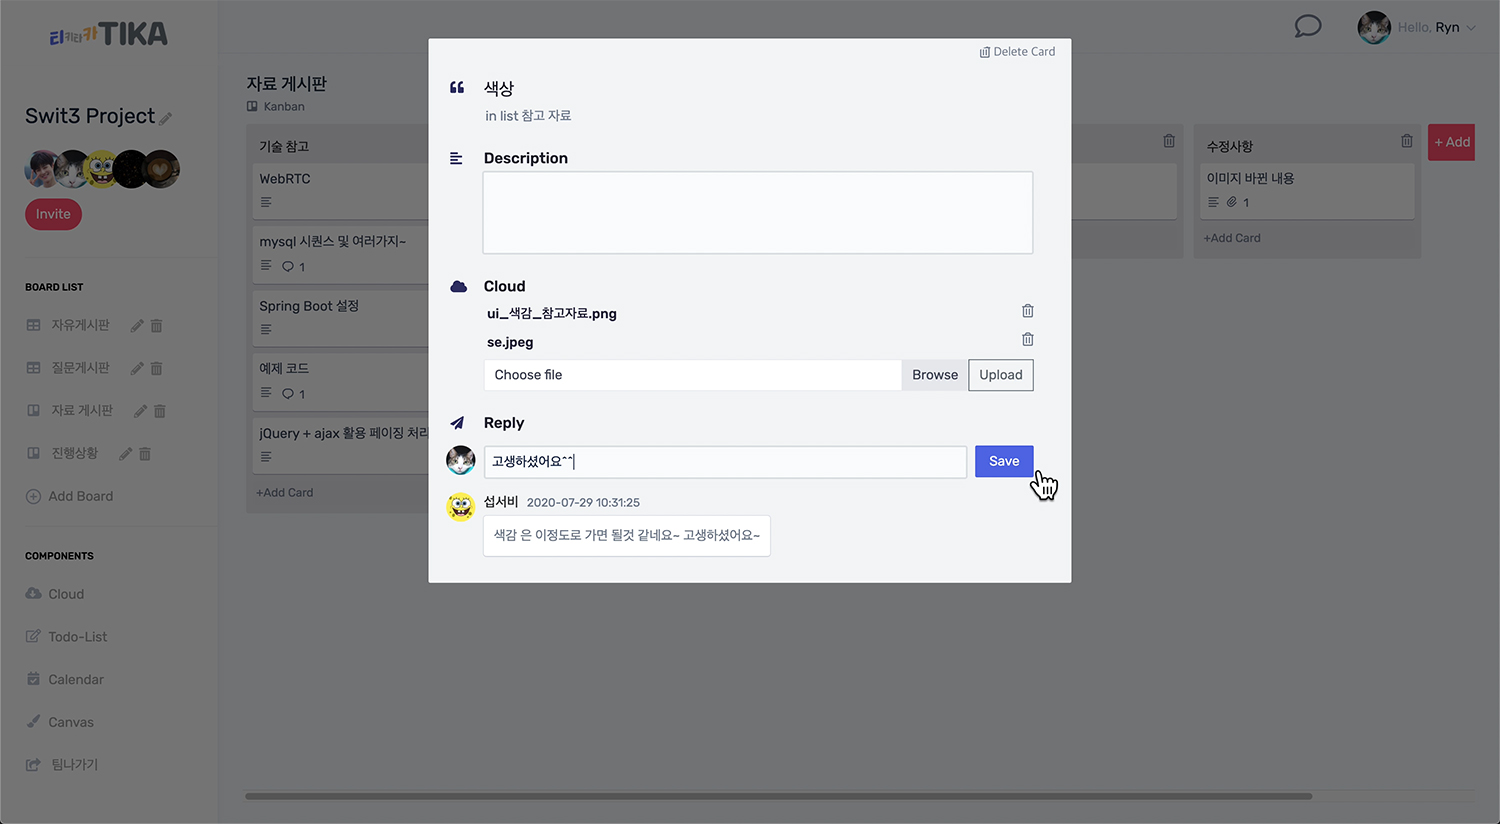 티키타카 TIKA
Hello, Ryn
Swit3 Project
Invite
BOARD LIST
자유게시판
질문게시판
자료 게시판
진행상황
Add Board
COMPONENTS
Cloud
Todo-List
Calendar
Canvas
팀나가기
자료 게시판
Kanban
기술 참고
WebRTC
mysql 시퀀스 및 여러가지~
1
Spring Boot 설정
예제 코드
1
jQuery + ajax 활용 페이징 처리
+Add Card
Delete Card
색상
in list 참고 자료
Description
Cloud
ui_색감_참고자료.png
se.jpeg
Choose file Browse Upload
Reply
고생하셨어요^^ Save
섭서비 2020-07-29 10:31:25
색감 은 이정도로 가면 될것 같네요~ 고생하셨어요~
수정사항
이미지 바뀐 내용
1
+Add Card
+ Add